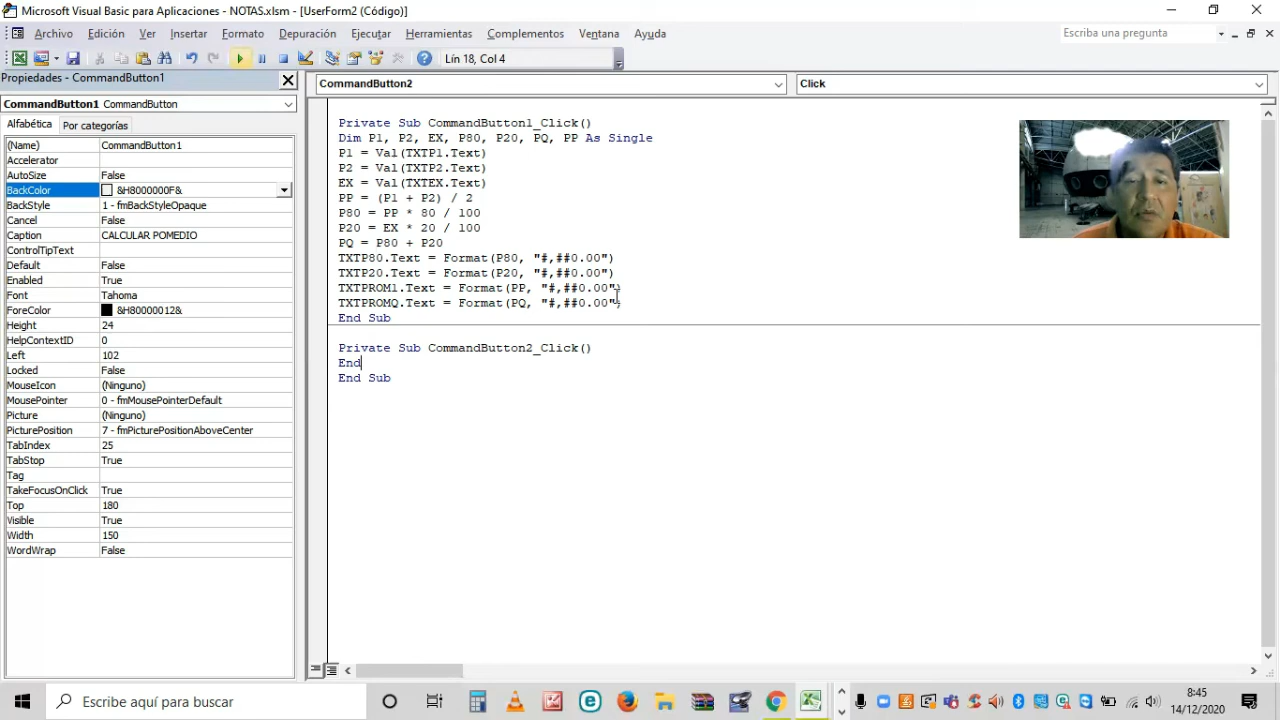 Microsoft Visual Basic para Aplicaciones - NOTAS.xlsm - [UserForm2 (Código)]
Archivo Edición Ver Insertar Formato Depuración Ejecutar Herramientas Complementos Ventana Ayuda
Escriba una pregunta
Lín 18, Col 4
Propiedades - CommandButton1
CommandButton1 CommandButton
Alfabética Por categorías
(Name) CommandButton1
Accelerator
AutoSize False
BackColor &H8000000F&
BackStyle 1 - fmBackStyleOpaque
Cancel False
Caption CALCULAR POMEDIO
ControlTipText
Default False
Enabled True
Font Tahoma
ForeColor &H80000012&
Height 24
HelpContextID 0
Left 102
Locked False
MouseIcon (Ninguno)
MousePointer 0 - fmMousePointerDefault
Picture (Ninguno)
PicturePosition 7 - fmPicturePositionAboveCenter
TabIndex 25
TabStop True
Tag
TakeFocusOnClick True
Top 180
Visible True
Width 150
WordWrap False
CommandButton2 Click
Private Sub CommandButton1_Click()
Dim P1, P2, EX, P80, P20, PQ, PP As Single
P1 = Val(TXTP1.Text)
P2 = Val(TXTP2.Text)
EX = Val(TXTEX.Text)
PP = (P1 + P2) / 2
P80 = PP * 80 / 100
P20 = EX * 20 / 100
PQ = P80 + P20
TXTP80.Text = Format(P80, "#,##0.00")
TXTP20.Text = Format(P20, "#,##0.00")
TXTPROM1.Text = Format(PP, "#,##0.00")
TXTPROMQ.Text = Format(PQ, "#,##0.00")
End Sub
Private Sub CommandButton2_Click()
End
End Sub
Escribe aquí para buscar
8:45
14/12/2020